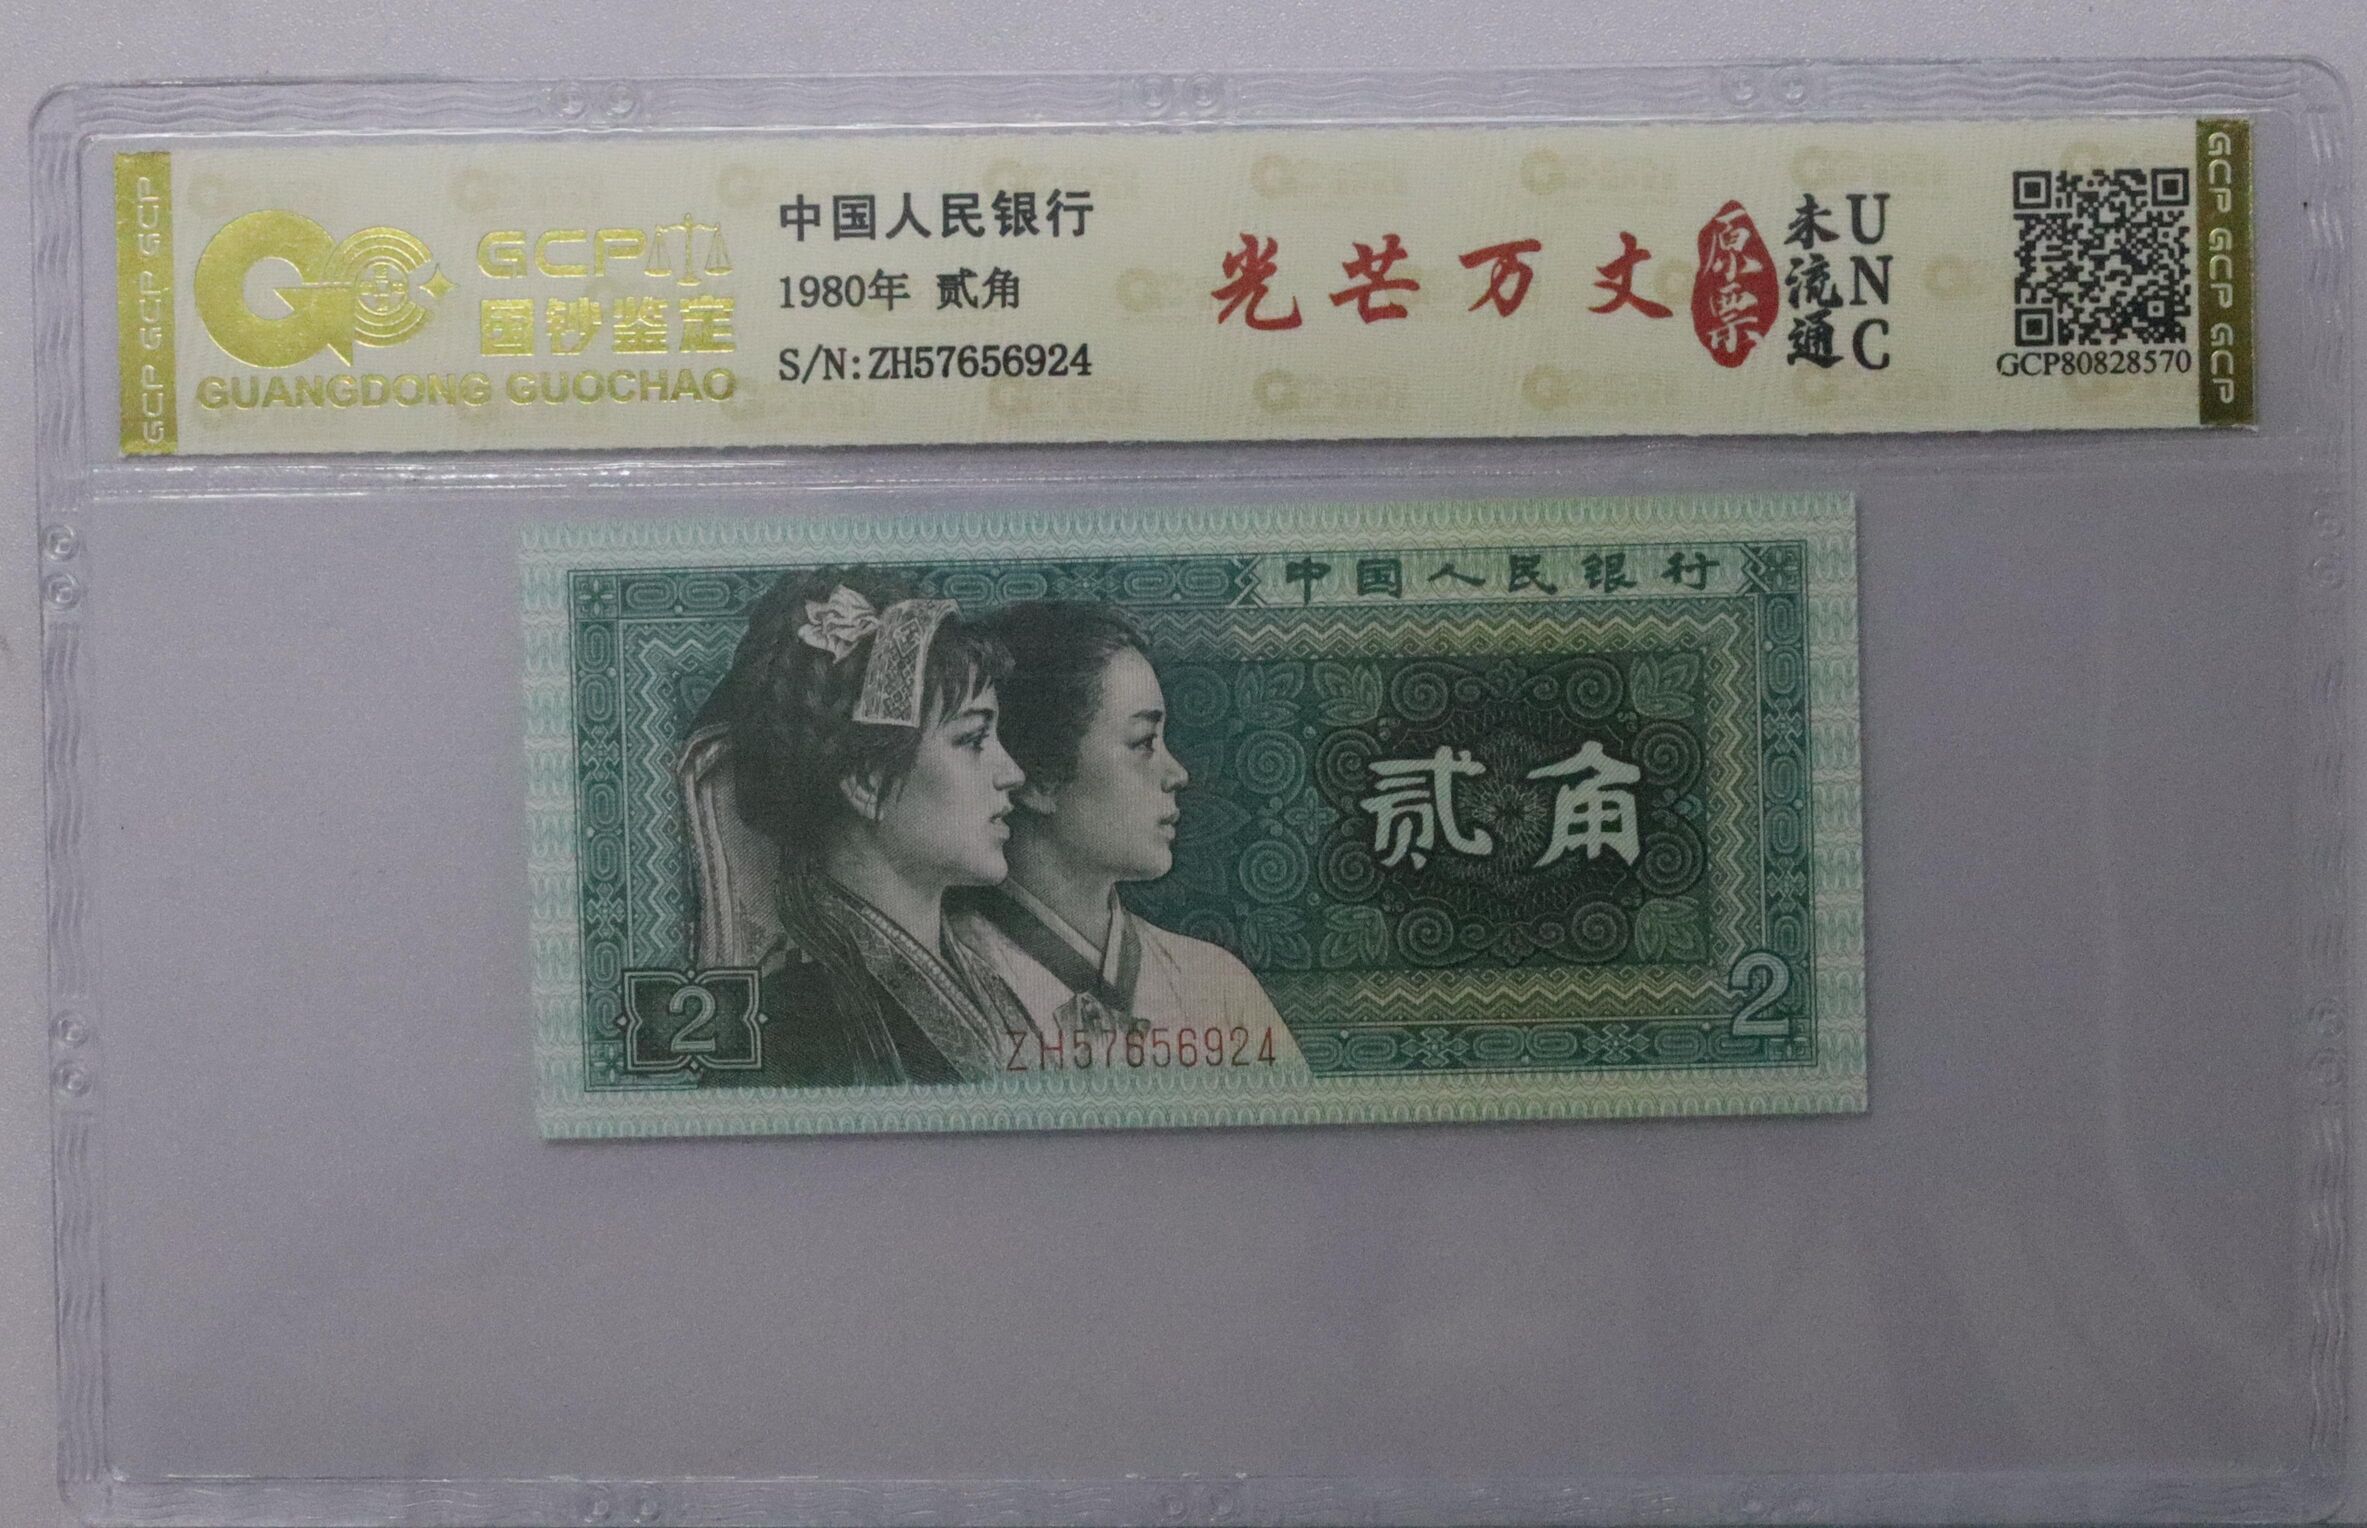 GCP GCP GCP
GCP
国钞鉴定
GUANGDONG GUOCHAO
中国人民银行
1980年 贰角
S/N:ZH57656924
光芒万丈
原票
未流通
UNC
GCP80828570
GCP GCP GCP
中国人民银行
贰角
2
2
ZH57656924